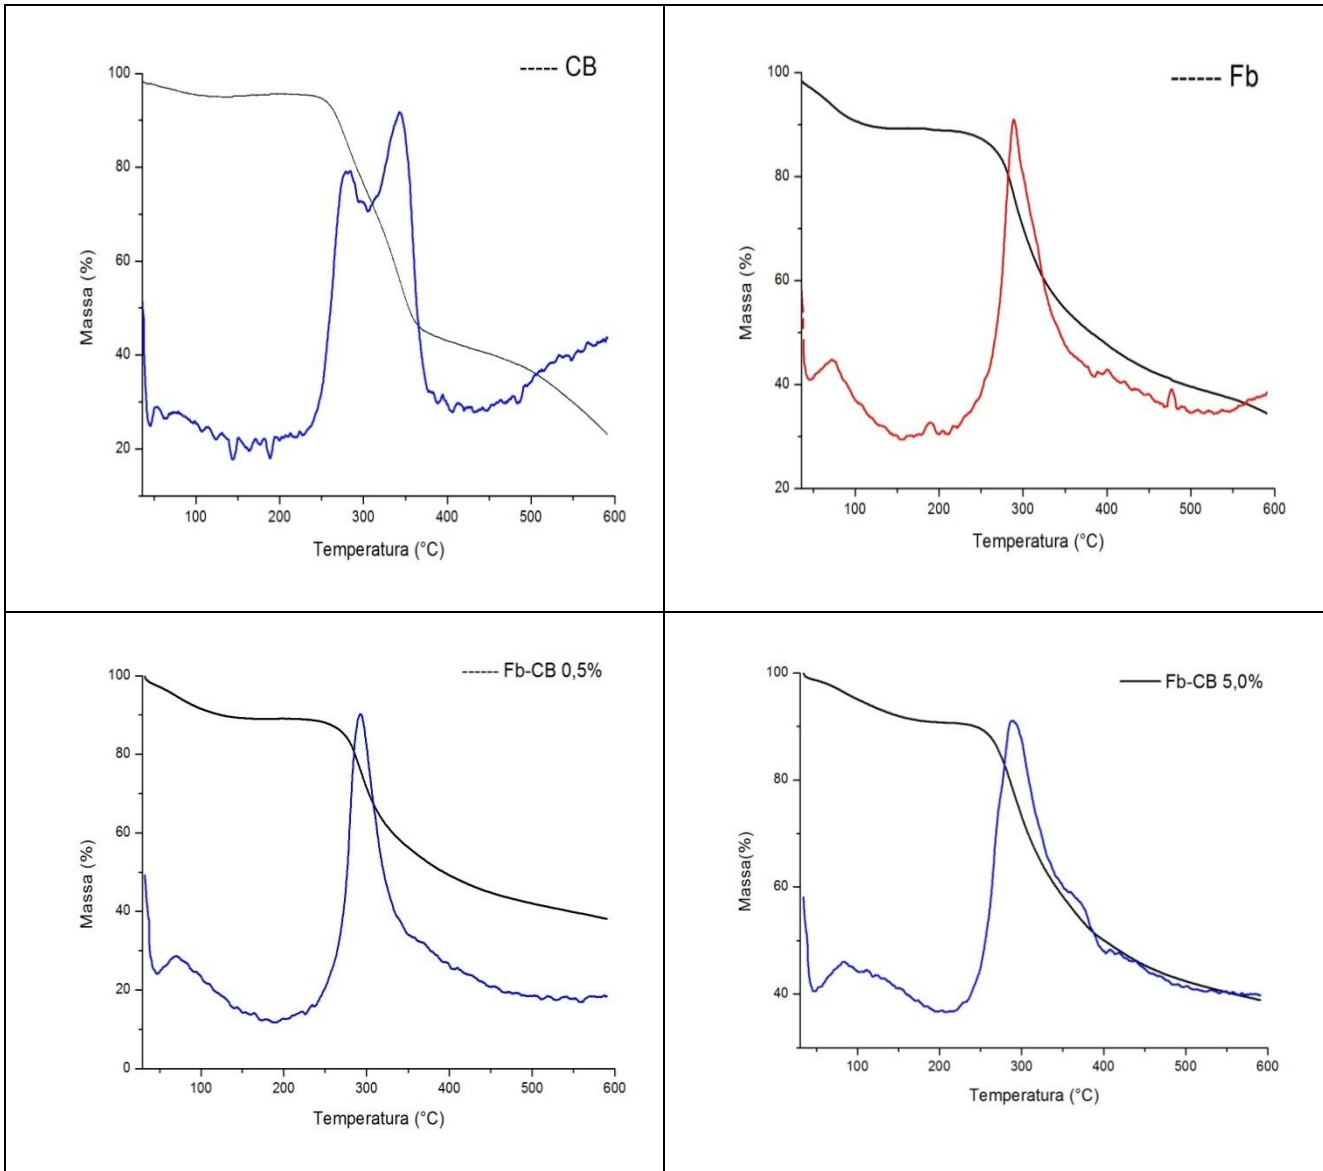 ----- CB
100
80
60
40
20
Massa (%)
100 200 300 400 500 600
Temperatura (°C)
------ Fb
100
80
60
40
20
Massa (%)
100 200 300 400 500 600
Temperatura (°C)
------ Fb-CB 0,5%
100
80
60
40
20
0
Massa (%)
100 200 300 400 500 600
Temperatura (°C)
Fb-CB 5,0%
100
80
60
40
Massa(%)
100 200 300 400 500 600
Temperatura (°C)